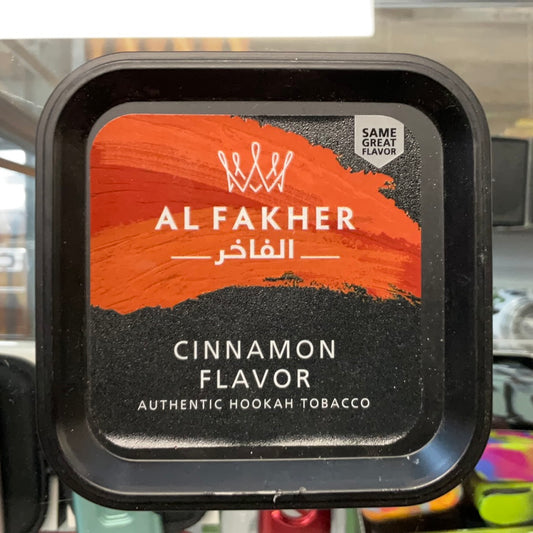 SAME
GREAT
FLAVOR
AL FAKHER
الفاخر
CINNAMON
FLAVOR
AUTHENTIC HOOKAH TOBACCO